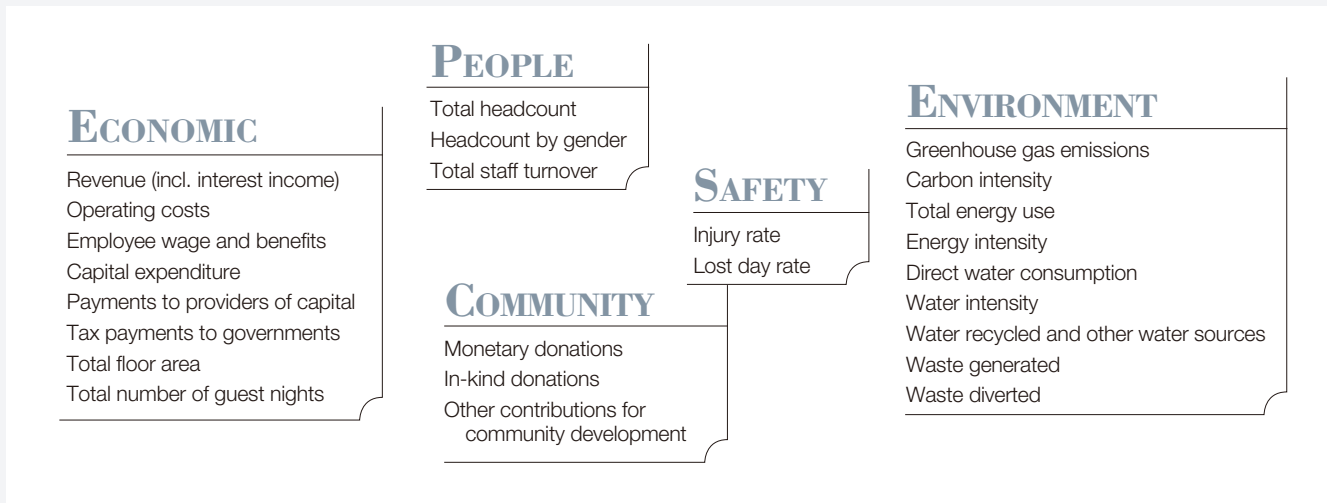 ECONOMIC
Revenue (incl. interest income)
Operating costs
Employee wage and benefits
Capital expenditure
Payments to providers of capital
Tax payments to governments
Total floor area
Total number of guest nights
PEOPLE
Total headcount
Headcount by gender
Total staff turnover
COMMUNITY
Monetary donations
In-kind donations
Other contributions for
community development
SAFETY
Injury rate
Lost day rate
ENVIRONMENT
Greenhouse gas emissions
Carbon intensity
Total energy use
Energy intensity
Direct water consumption
Water intensity
Water recycled and other water sources
Waste generated
Waste diverted